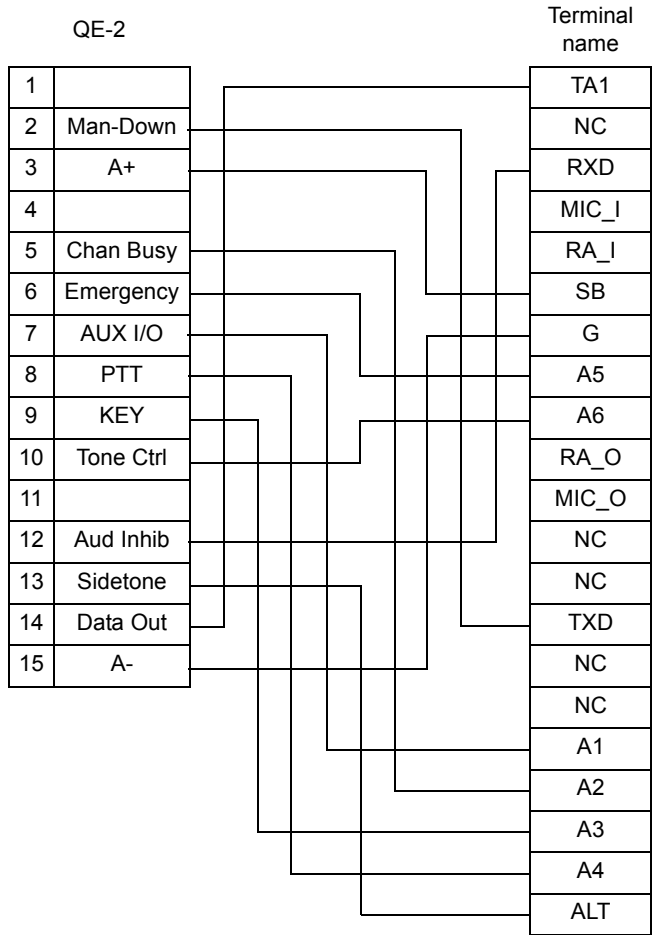 QE-2
1
2 Man-Down
3 A+
4
5 Chan Busy
6 Emergency
7 AUX I/O
8 PTT
9 KEY
10 Tone Ctrl
11
12 Aud Inhib
13 Sidetone
14 Data Out
15 A-
Terminal
name
TA1
NC
RXD
MIC_I
RA_I
SB
G
A5
A6
RA_O
MIC_O
NC
NC
TXD
NC
NC
A1
A2
A3
A4
ALT